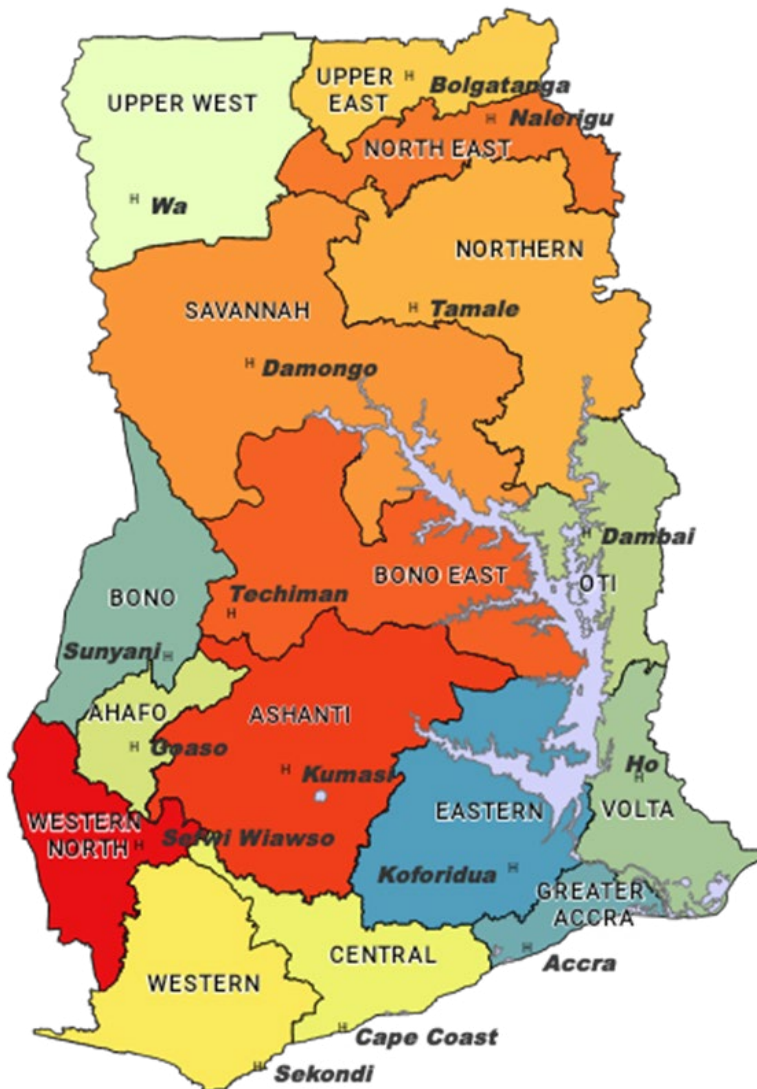 UPPER WEST
UPPER
EAST
H
Bolgatanga
H
Nalerigu
NORTH EAST
H
Wa
NORTHERN
SAVANNAH
H
Tamale
H
Damongo
H
Dambai
BONO EAST
OTI
BONO
Techiman
H
Sunyani
H
AHAFO
ASHANTI
H
Goaso
H
Kumasi
Ho
H
EASTERN
VOLTA
WESTERN
NORTH
H
Sefwi Wiawso
Koforidua
H
GREATER
ACCRA
CENTRAL
H
Accra
WESTERN
H
Cape Coast
H
Sekondi